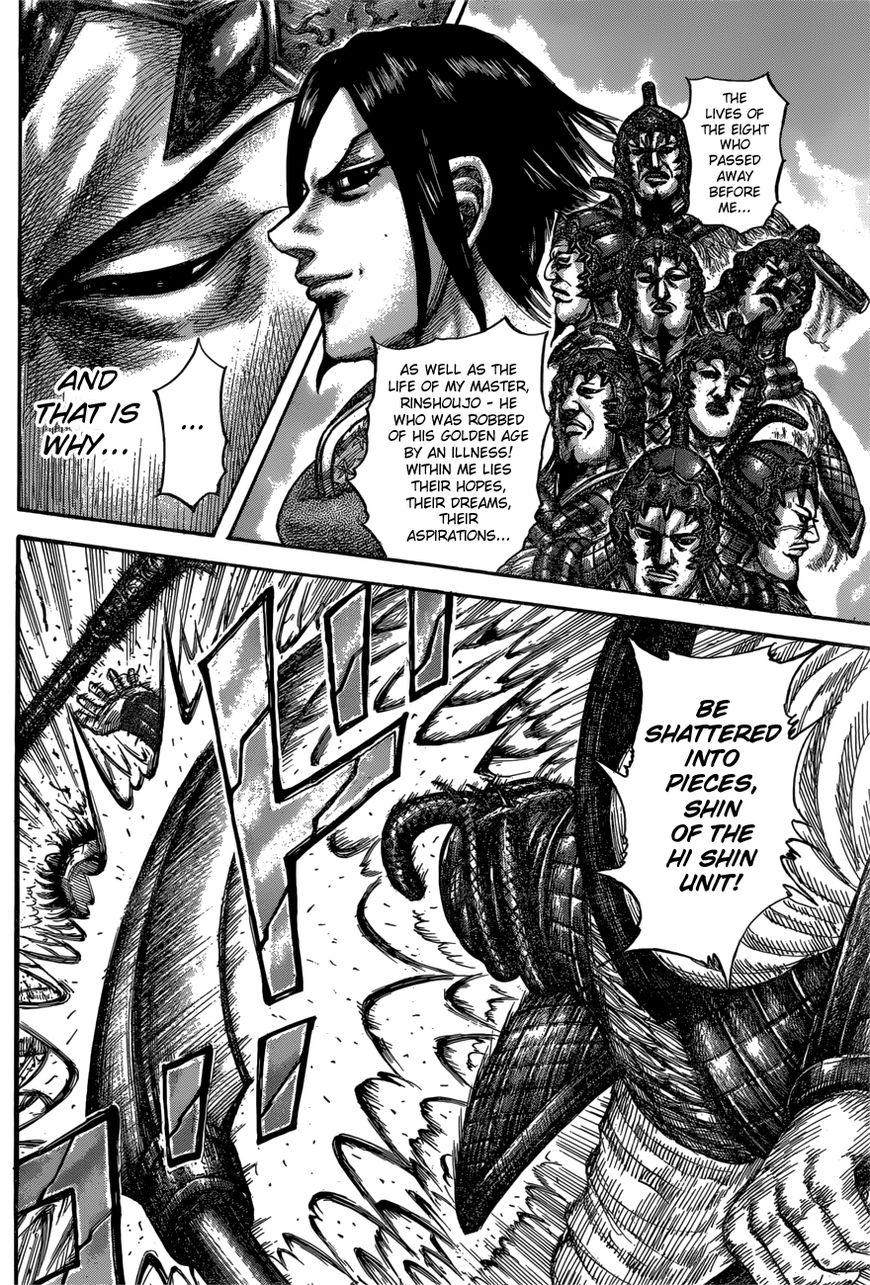 THE
LIVES OF
THE EIGHT
WHO
PASSED
AWAY
BEFORE
ME...
AS WELL AS THE
LIFE OF MY MASTER,
RINSHOUJO - HE
WHO WAS ROBBED
OF HIS GOLDEN AGE
BY AN ILLNESS!
WITHIN ME LIES
THEIR HOPES,
THEIR DREAMS,
THEIR
ASPIRATIONS...
...
AND
THAT IS
WHY...
BE
SHATTERED
INTO
PIECES,
SHIN
OF THE
HI SHIN
UNIT!